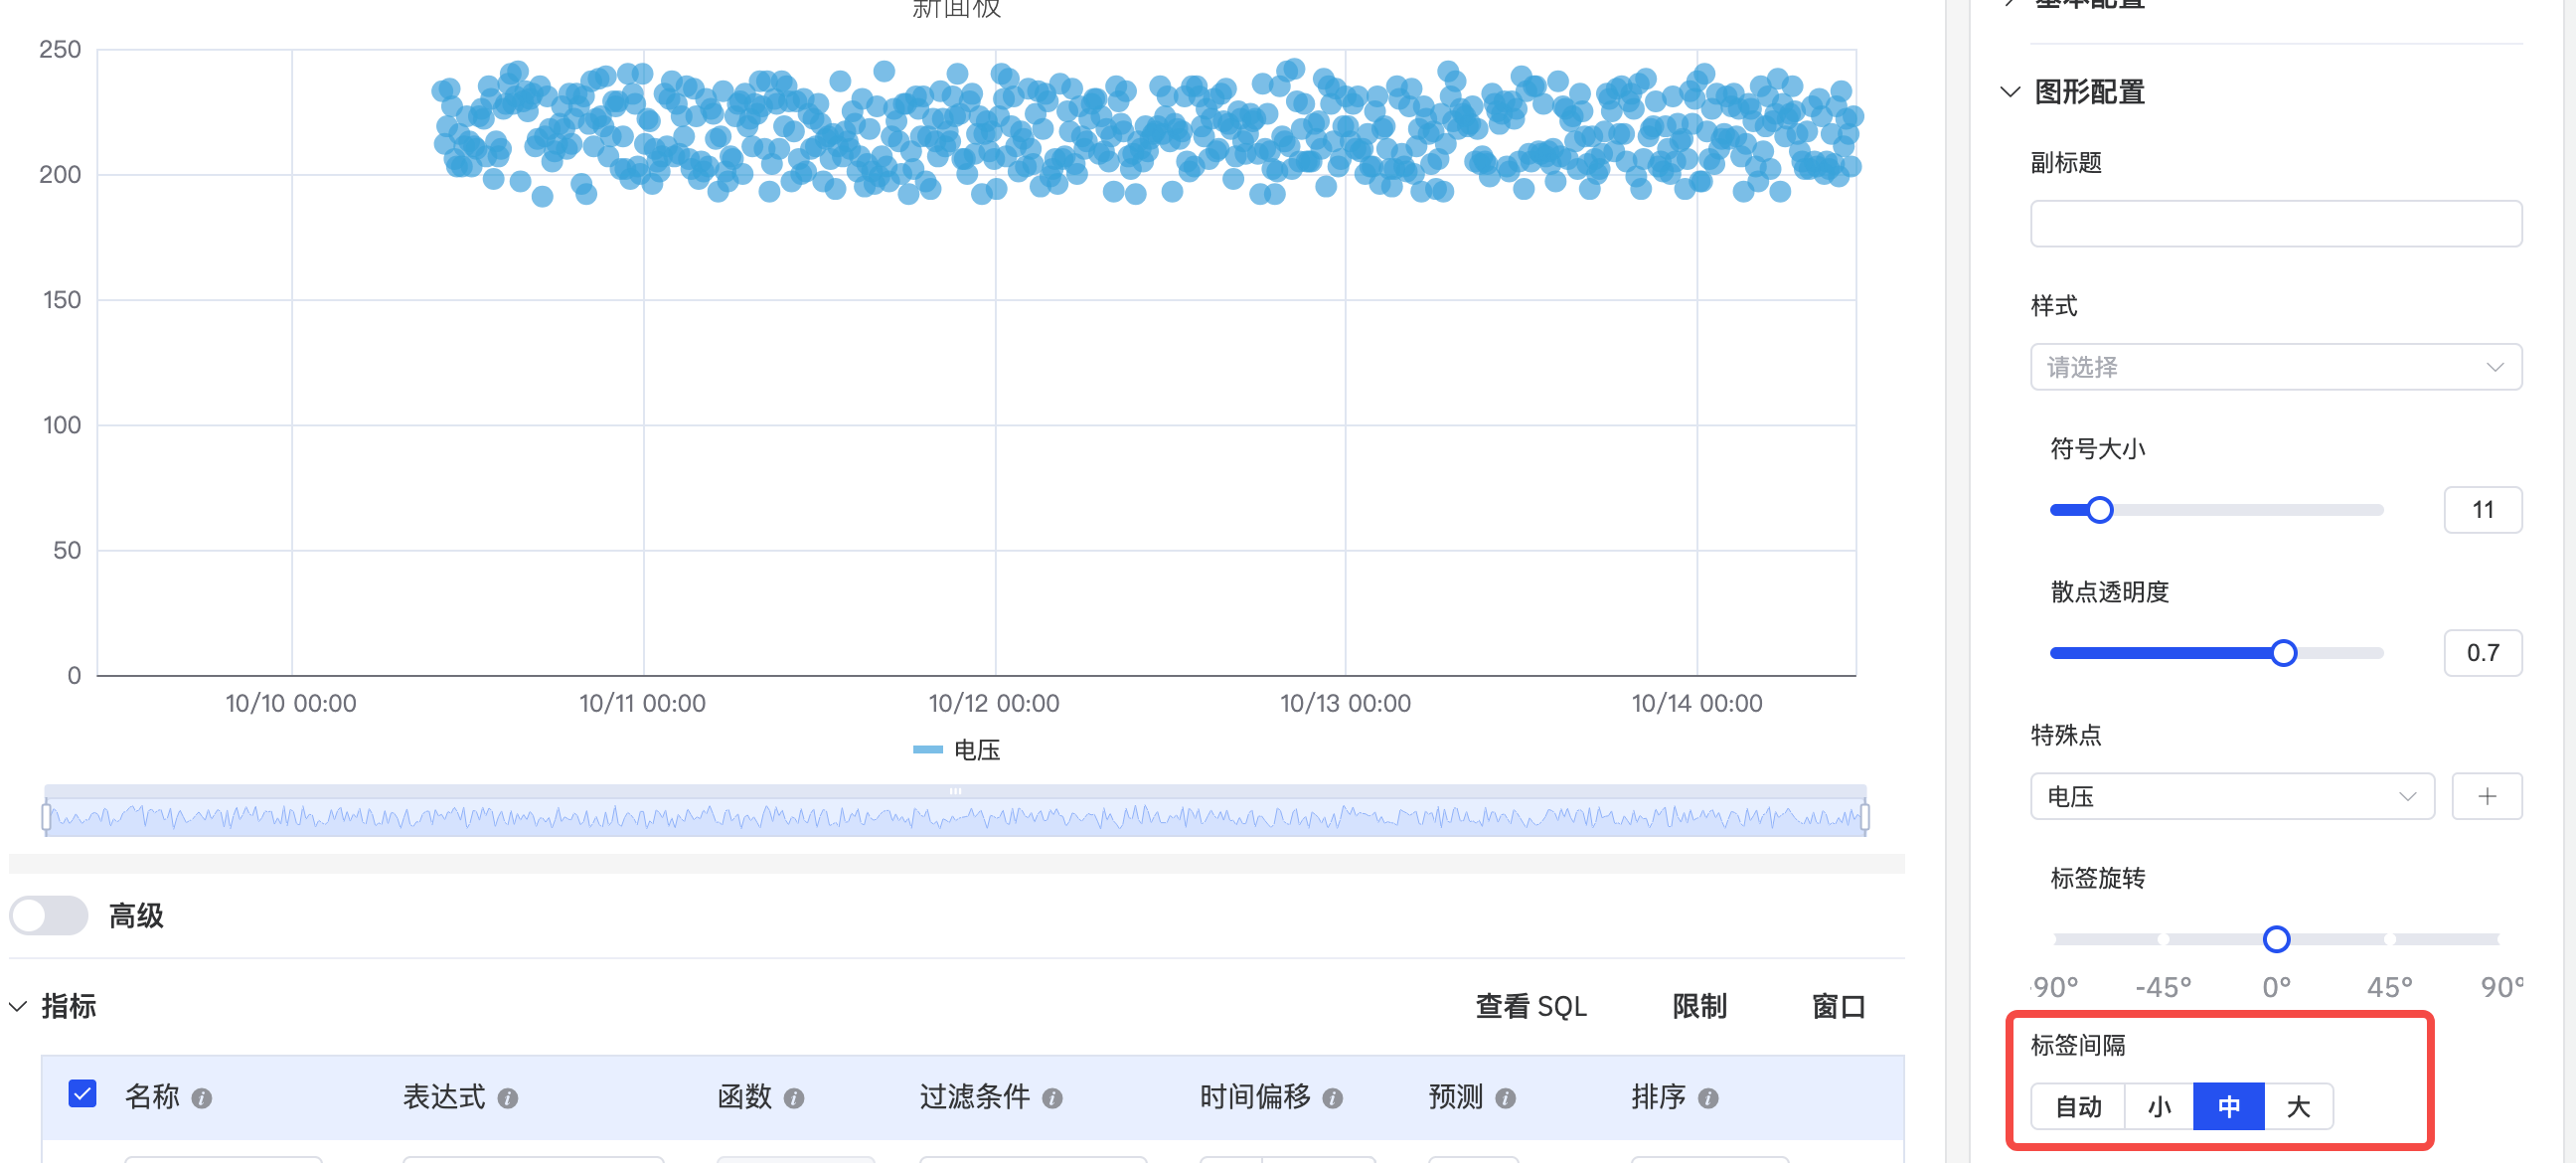 新面板
250
200
150
100
50
0
10/10 00:00
10/11 00:00
10/12 00:00
10/13 00:00
10/14 00:00
电压
高级
指标
查看 SQL
限制
窗口
名称
表达式
函数
过滤条件
时间偏移
预测
排序
基本配置
图形配置
副标题
样式
请选择
符号大小
11
散点透明度
0.7
特殊点
电压
标签旋转
-90° -45° 0° 45° 90°
标签间隔
自动 小 中 大